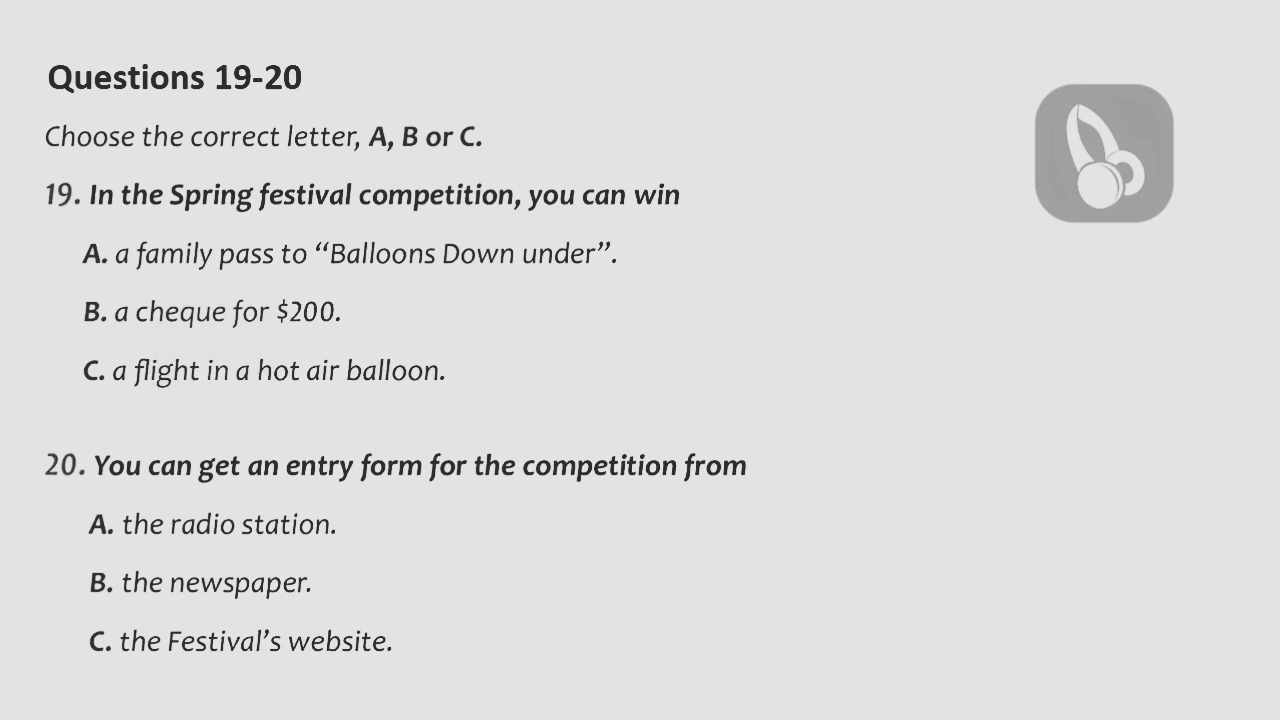 Questions 19-20
Choose the correct letter, A, B or C.
19. In the Spring festival competition, you can win
A. a family pass to “Balloons Down under”.
B. a cheque for $200.
C. a flight in a hot air balloon.
20. You can get an entry form for the competition from
A. the radio station.
B. the newspaper.
C. the Festival’s website.